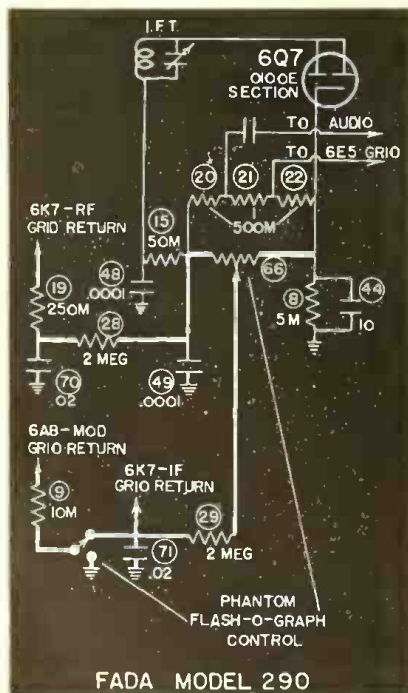 I.F.T.
6Q7
DIODE
SECTION
TO AUDIO
TO 6E5 GRID
20
21
22
500M
6K7-RF
GRID RETURN
15
50M
66
19
250M
48
.0001
28
2 MEG
8
5M
44
10
70
.02
49
.0001
6A8-MOD
GRID RETURN
6K7-IF
GRID RETURN
9
10M
29
2 MEG
71
.02
PHANTOM
FLASH-O-GRAPH
CONTROL
FADA MODEL 290